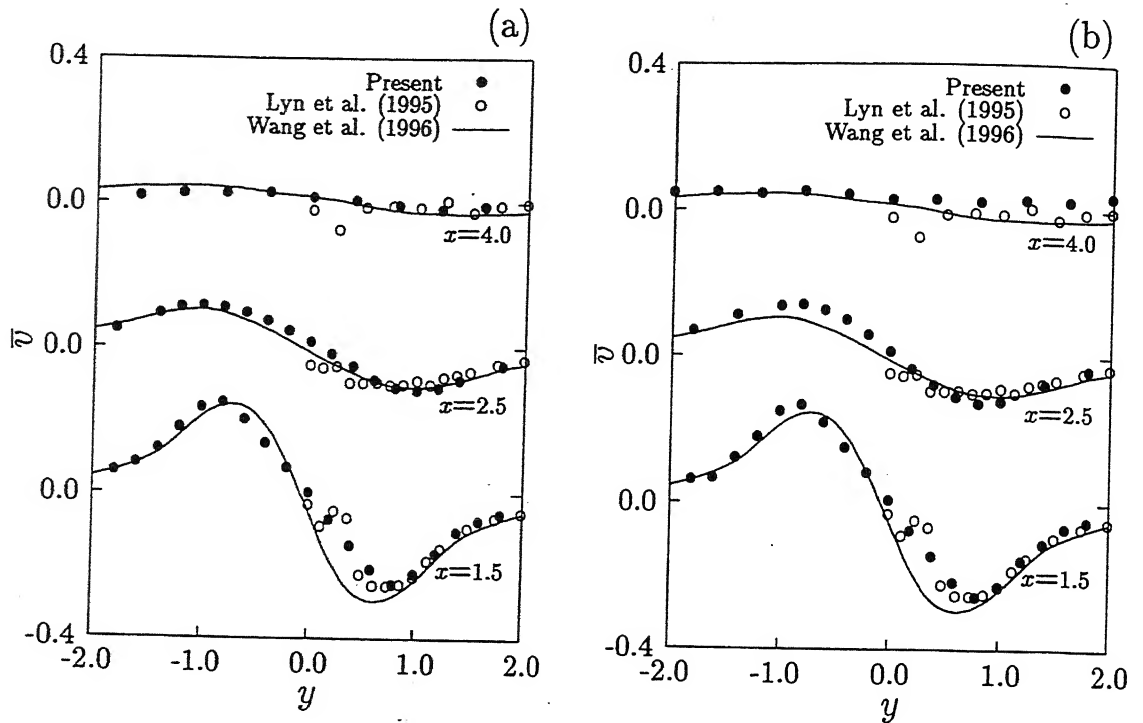 (a)
0.4
Present
Lyn et al. (1995)
Wang et al. (1996)
0.0
x=4.0
v̅
0.0
x=2.5
0.0
x=1.5
-0.4
-2.0 -1.0 0.0 1.0 2.0
y
(b)
0.4
Present
Lyn et al. (1995)
Wang et al. (1996)
0.0
x=4.0
v̅
0.0
x=2.5
0.0
x=1.5
-0.4
-2.0 -1.0 0.0 1.0 2.0
y